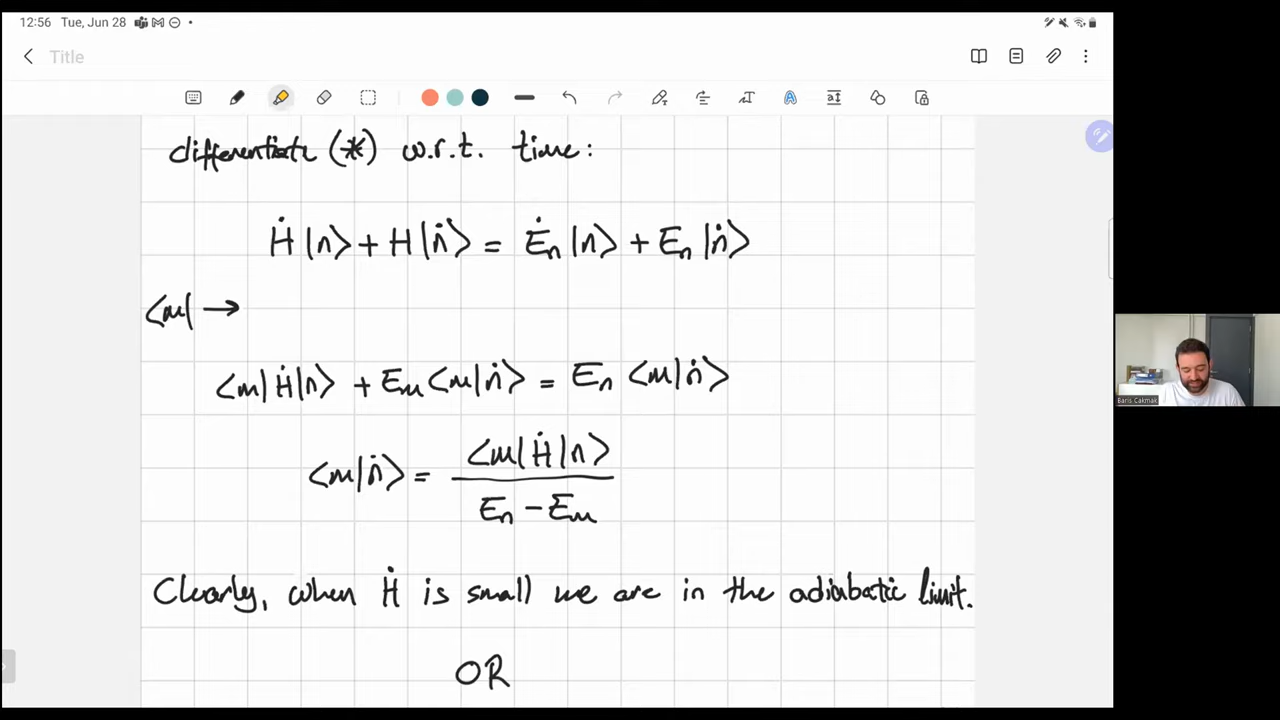 12:56 Tue, Jun 28
Title
differentiate (*) w.r.t. time:
Ḣ|n⟩ + H|ṅ⟩ = Ėn|n⟩ + En|ṅ⟩
⟨m| →
⟨m|Ḣ|n⟩ + Em⟨m|ṅ⟩ = En ⟨m|ṅ⟩
⟨m|ṅ⟩ = ⟨m|Ḣ|n⟩ / En - Em
Clearly, when Ḣ is small we are in the adiabatic limit.
OR
Baris Cakmak